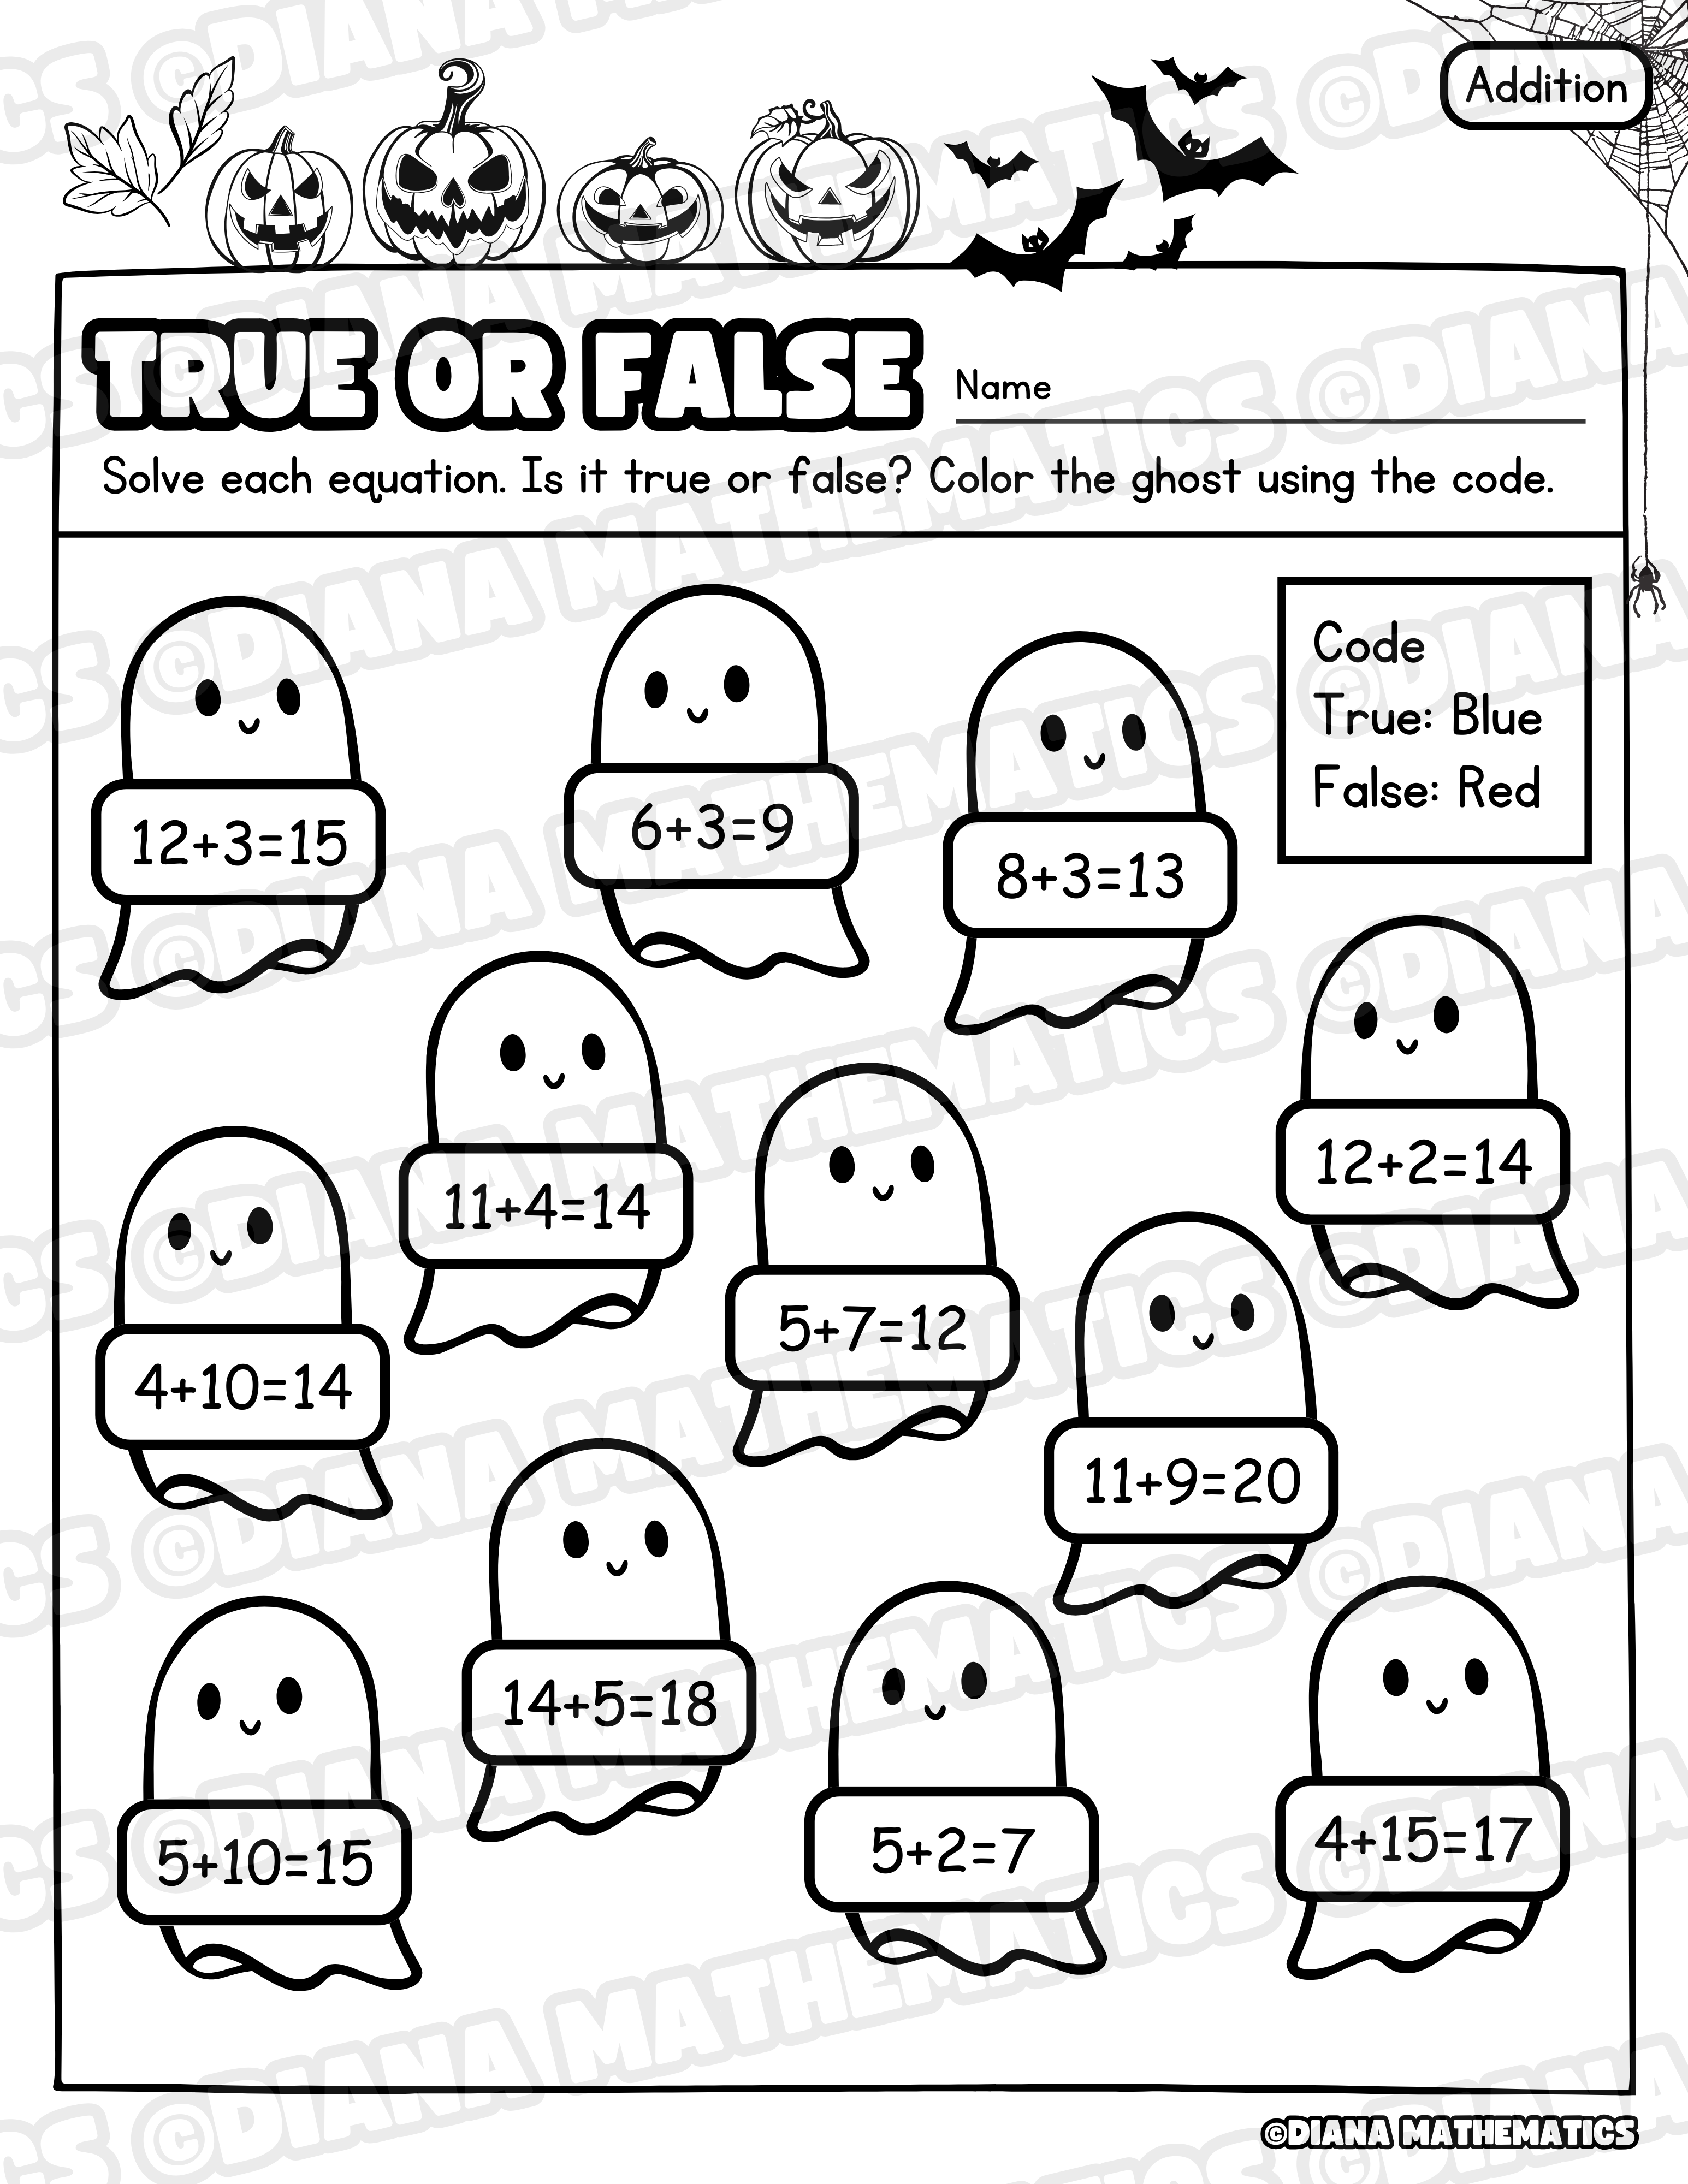 Addition
TRUE OR FALSE
Name
Solve each equation. Is it true or false? Color the ghost using the code.
Code
True: Blue
False: Red
12+3=15
6+3=9
8+3=13
12+2=14
11+4=14
5+7=12
4+10=14
11+9=20
14+5=18
5+10=15
5+2=7
4+15=17
©DIANA MATHEMATICS